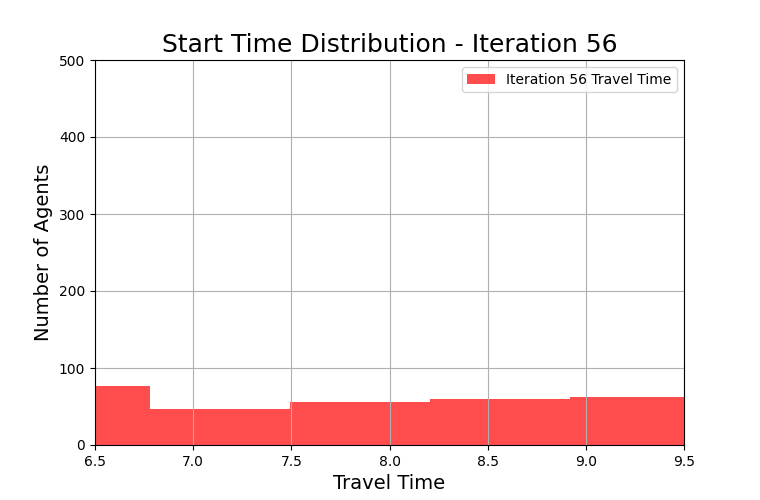 Start Time Distribution - Iteration 56
Iteration 56 Travel Time
Number of Agents
500
400
300
200
100
0
6.5 7.0 7.5 8.0 8.5 9.0 9.5
Travel Time